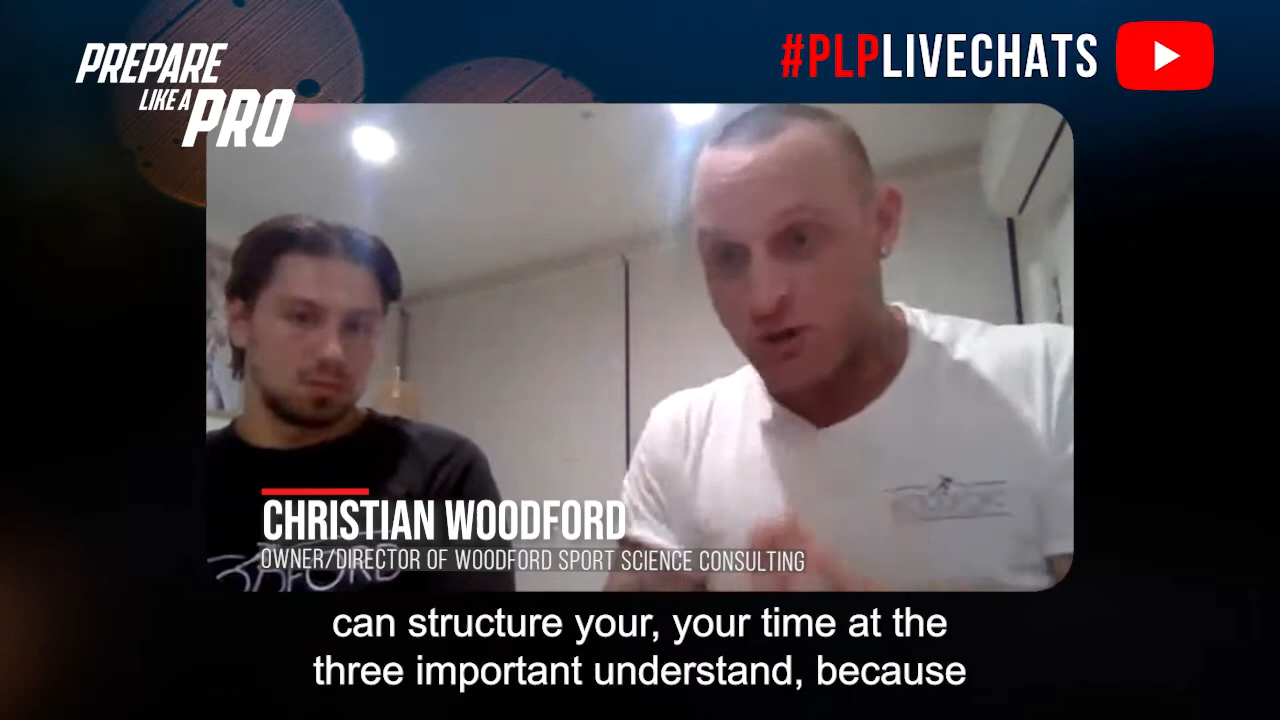 PREPARE
LIKE A
PRO
#PLPLIVECHATS
CHRISTIAN WOODFORD
OWNER/DIRECTOR OF WOODFORD SPORT SCIENCE CONSULTING
can structure your, your time at the
three important understand, because